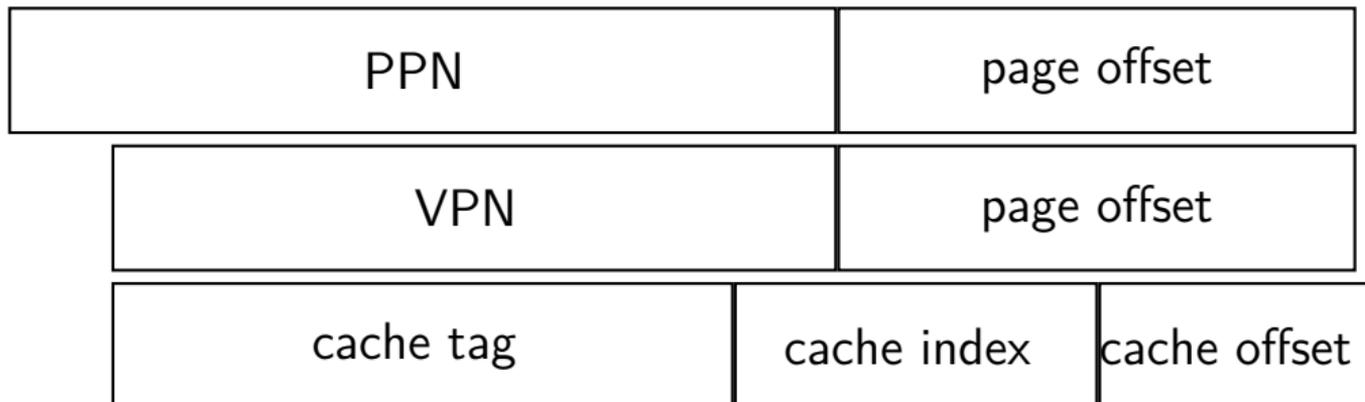 PPN page offset
VPN page offset
cache tag cache index cache offset